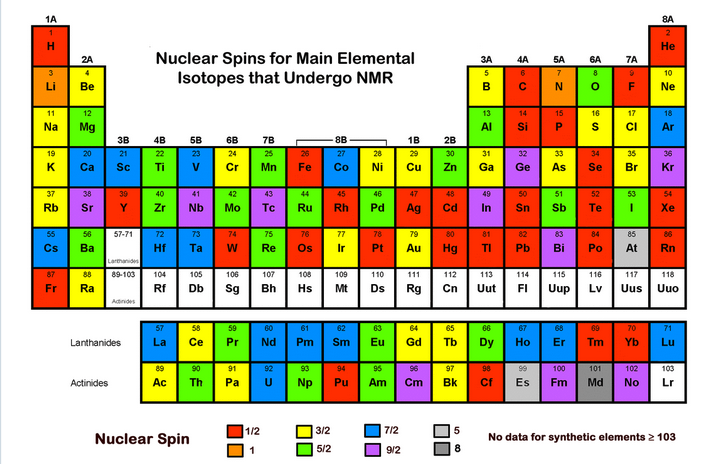 1A 8A
1 2
H He
Nuclear Spins for Main Elemental
Isotopes that Undergo NMR
2A 3A 4A 5A 6A 7A
3 4 5 6 7 8 9 10
Li Be B C N O F Ne
11 12 13 14 15 16 17 18
Na Mg Al Si P S Cl Ar
3B 4B 5B 6B 7B 8B 1B 2B
19 20 21 22 23 24 25 26 27 28 29 30 31 32 33 34 35 36
K Ca Sc Ti V Cr Mn Fe Co Ni Cu Zn Ga Ge As Se Br Kr
37 38 39 40 41 42 43 44 45 46 47 48 49 50 51 52 53 54
Rb Sr Y Zr Nb Mo Tc Ru Rh Pd Ag Cd In Sn Sb Te I Xe
55 56 57-71 72 73 74 75 76 77 78 79 80 81 82 83 84 85 86
Cs Ba Hf Ta W Re Os Ir Pt Au Hg Tl Pb Bi Po At Rn
Lanthanides
87 88 89-103 104 105 106 107 108 109 110 111 112 113 114 115 116 117 118
Fr Ra Rf Db Sg Bh Hs Mt Ds Rg Cn Uut Fl Uup Lv Uus Uuo
Actinides
57 58 59 60 61 62 63 64 65 66 67 68 69 70 71
Lanthanides La Ce Pr Nd Pm Sm Eu Gd Tb Dy Ho Er Tm Yb Lu
89 90 91 92 93 94 95 96 97 98 99 100 101 102 103
Actinides Ac Th Pa U Np Pu Am Cm Bk Cf Es Fm Md No Lr
Nuclear Spin
1/2 3/2 7/2 5
1 5/2 9/2 8
No data for synthetic elements ≥ 103